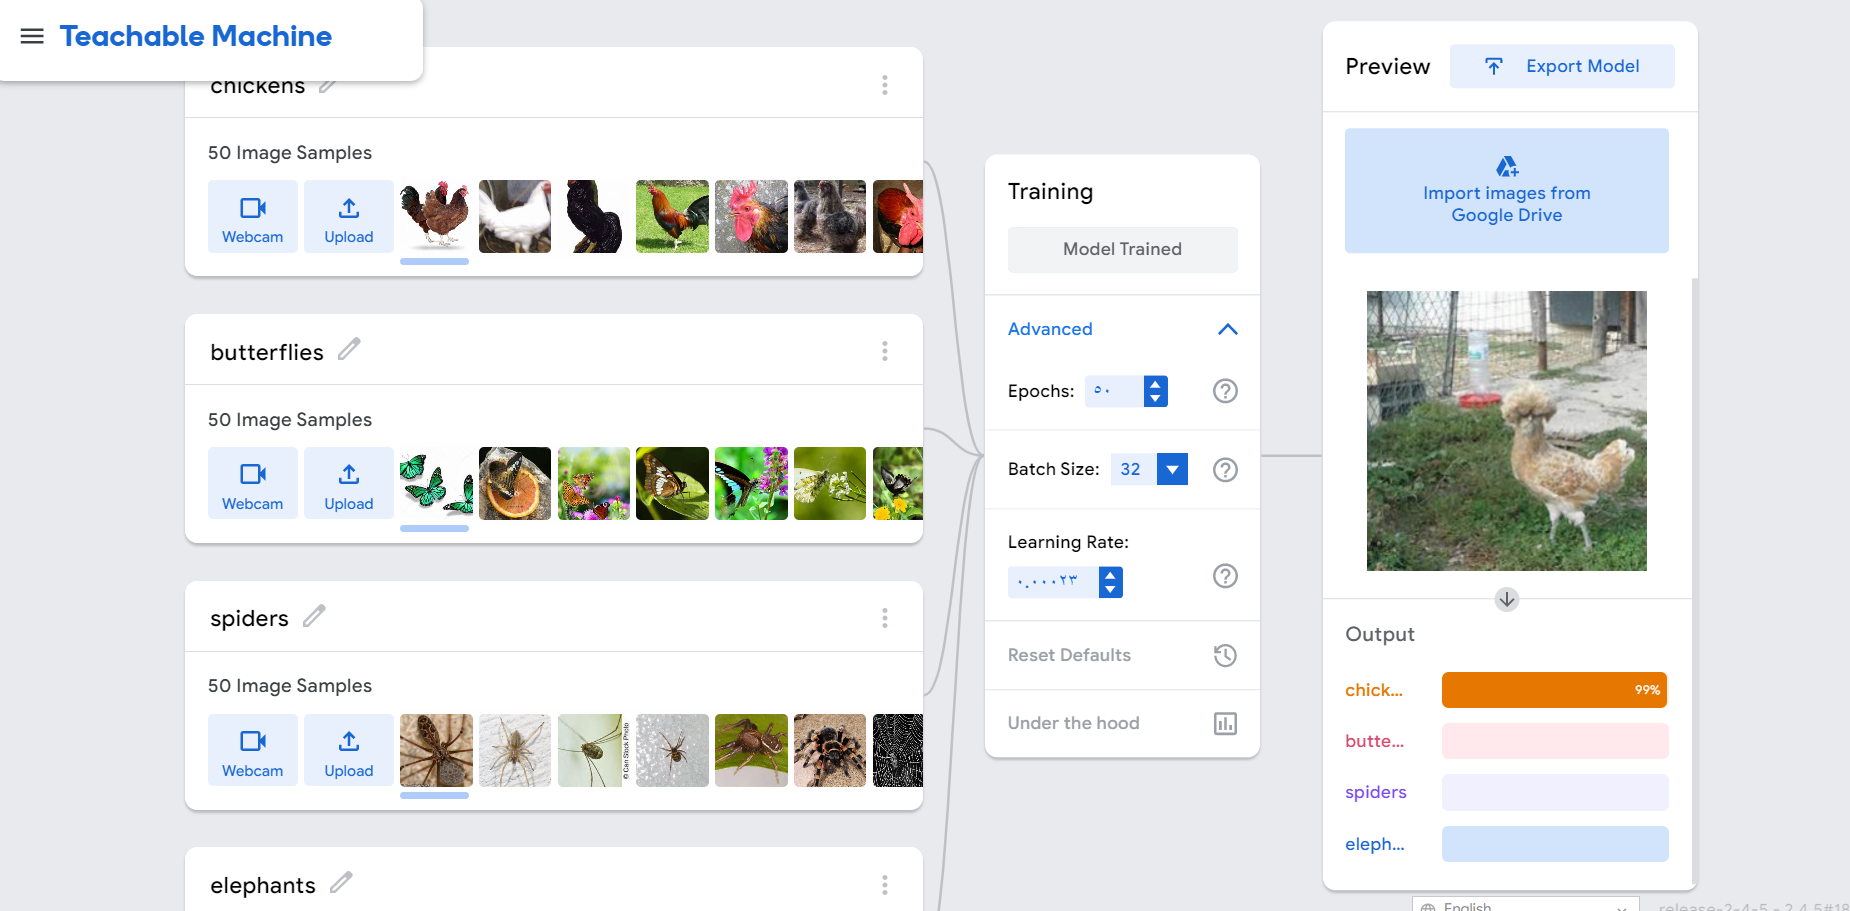 Teachable Machine
chickens
50 Image Samples
Webcam
Upload
butterflies
50 Image Samples
Webcam
Upload
spiders
50 Image Samples
Webcam
Upload
© Can Stock Photo
elephants
Training
Model Trained
Advanced
Epochs: ٥٠
Batch Size: 32
Learning Rate:
٠.٠٠٠٢٣
Reset Defaults
Under the hood
Preview
Export Model
Import images from
Google Drive
Output
chick... 99%
butte...
spiders
eleph...
English
release-2-4-5 - 2.4.5#18